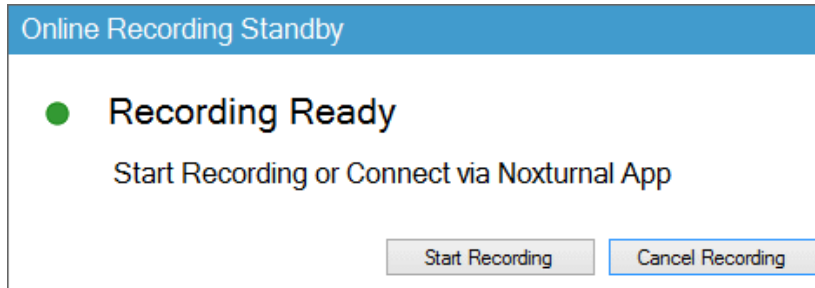 Online Recording Standby
Recording Ready
Start Recording or Connect via Noxturnal App
Start Recording
Cancel Recording